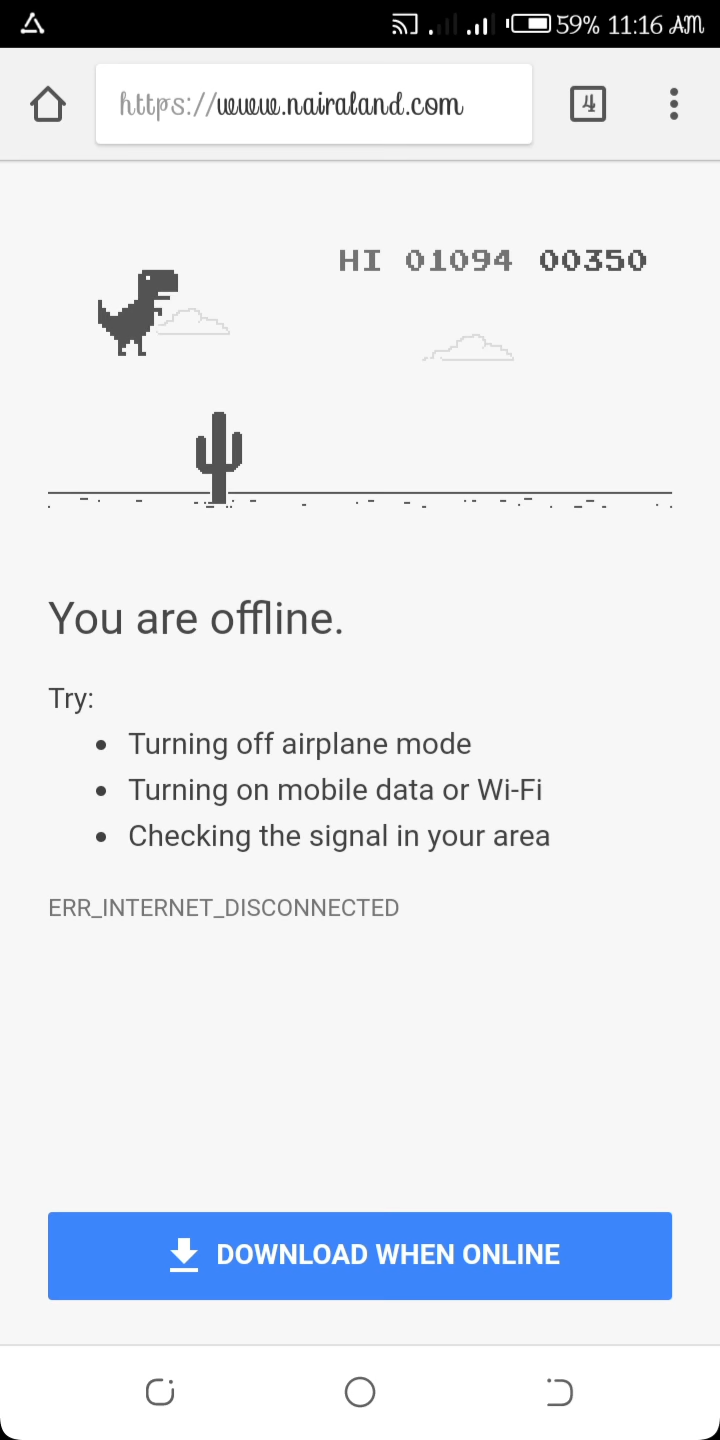 59% 11:16 AM
https://www.nairaland.com
4
HI 01094 00350
You are offline.
Try:
• Turning off airplane mode
• Turning on mobile data or Wi-Fi
• Checking the signal in your area
ERR_INTERNET_DISCONNECTED
DOWNLOAD WHEN ONLINE